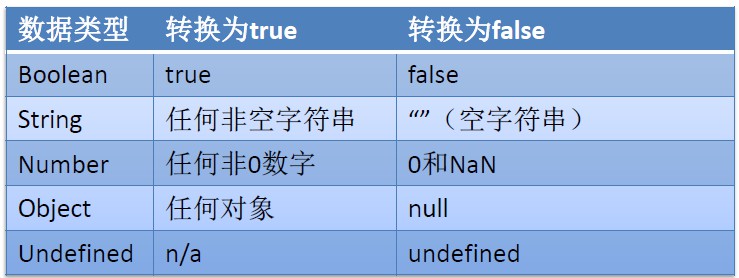 数据类型 转换为true 转换为false
Boolean true false
String 任何非空字符串 “”（空字符串）
Number 任何非0数字 0和NaN
Object 任何对象 null
Undefined n/a undefined